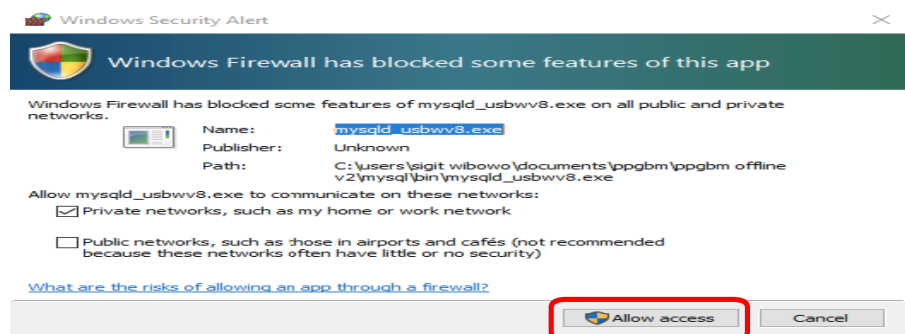 Windows Security Alert
Windows Firewall has blocked some features of this app
Windows Firewall has blocked some features of mysqld_usbwv8.exe on all public and private
networks.
Name: mysqld_usbwv8.exe
Publisher: Unknown
Path: C:\users\sigit wibowo\documents\ppgbm\ppgbm offline
v2\mysql\bin\mysqld_usbwv8.exe
Allow mysqld_usbwv8.exe to communicate on these networks:
Private networks, such as my home or work network
Public networks, such as those in airports and cafés (not recommended
because these networks often have little or no security)
What are the risks of allowing an app through a firewall?
Allow access Cancel